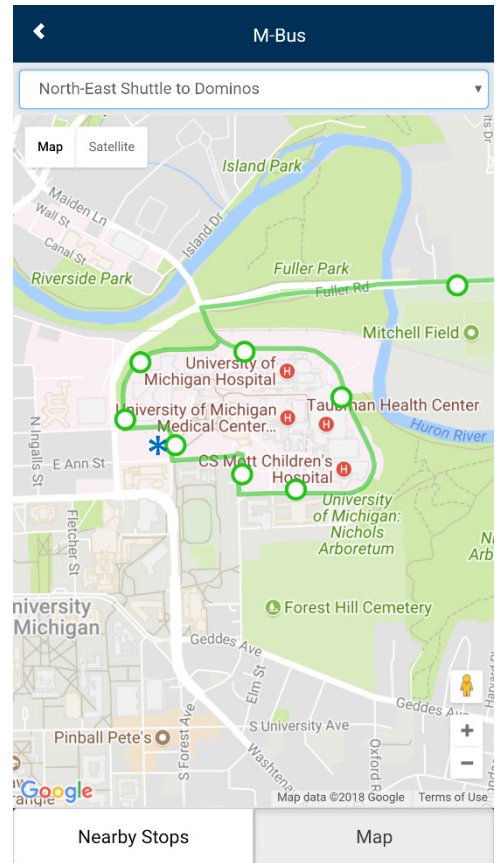 M-Bus
North-East Shuttle to Dominos
Map
Satellite
Island Park
Maiden Ln
Wall St
Island Dr
Canal St
Riverside Park
Fuller Park
Fuller Rd
Mitchell Field
University of
Michigan Hospital
H
University of Michigan
Medical Center...
H
Taubman Health Center
H
Huron River
N Ingalls St
E Ann St
CS Mott Children's
Hospital
H
University
of Michigan:
Nichols
Arboretum
Fletcher St
Forest Hill Cemetery
niversity
Michigan
Geddes Ave
Elm St
Geddes Ave
S University Ave
Pinball Pete's
S Forest Ave
Washtena
Oxford R
Google
Map data ©2018 Google
Terms of Use
Nearby Stops
Map